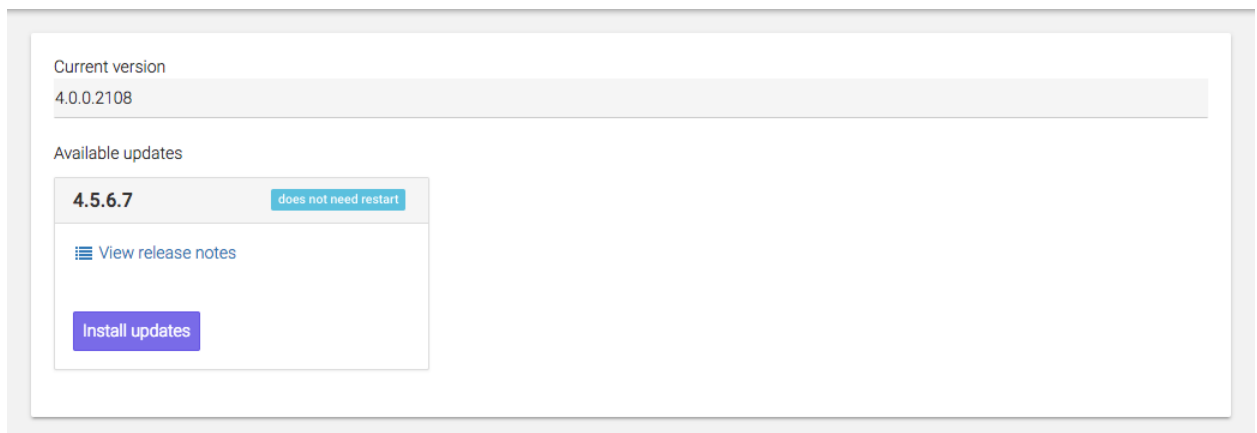 Current version
4.0.0.2108
Available updates
4.5.6.7 does not need restart
View release notes
Install updates